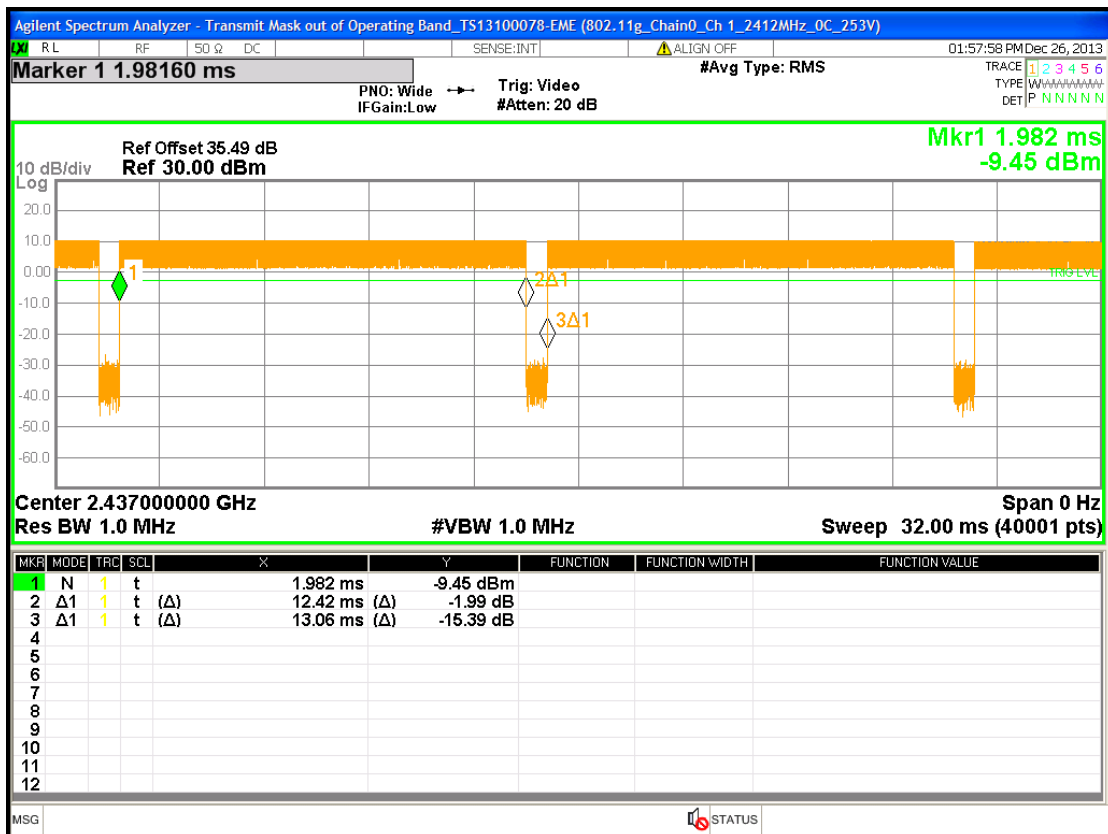 Agilent Spectrum Analyzer - Transmit Mask out of Operating Band_TS13100078-EME (802.11g_Chain0_Ch 1_2412MHz_0C_253V)
LXI RL RF 50 Ω DC SENSE:INT ALIGN OFF 01:57:58 PM Dec 26, 2013
Marker 1 1.98160 ms #Avg Type: RMS TRACE 1 2 3 4 5 6
PNO: Wide Trig: Video TYPE WWWWWW
IFGain:Low #Atten: 20 dB DET P N N N N N
Mkr1 1.982 ms
Ref Offset 35.49 dB -9.45 dBm
10 dB/div Ref 30.00 dBm
Log
20.0
10.0
0.00 1 2Δ1 TRIG LVL
-10.0
-20.0 3Δ1
-30.0
-40.0
-50.0
-60.0
Center 2.437000000 GHz Span 0 Hz
Res BW 1.0 MHz #VBW 1.0 MHz Sweep 32.00 ms (40001 pts)
MKR MODE TRC SCL X Y FUNCTION FUNCTION WIDTH FUNCTION VALUE
1 N 1 t 1.982 ms -9.45 dBm
2 Δ1 1 t (Δ) 12.42 ms (Δ) -1.99 dB
3 Δ1 1 t (Δ) 13.06 ms (Δ) -15.39 dB
4
5
6
7
8
9
10
11
12
MSG STATUS